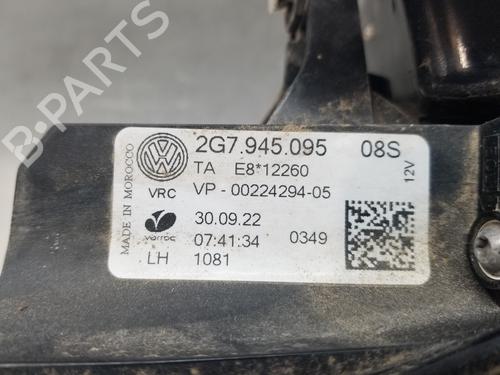 MADE IN MOROCCO
VRC
2G7.945.095 08S
TA E8*12260
12V
VP - 00224294-05
varroc
30.09.22
07:41:34 0349
LH 1081
B-PARTS